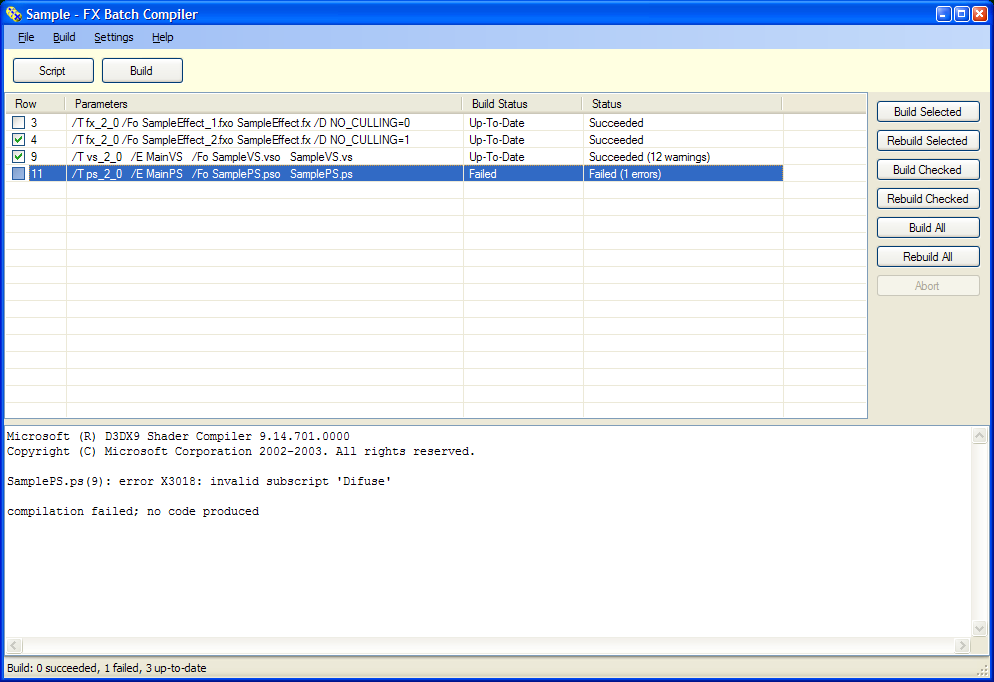 Sample - FX Batch Compiler
File Build Settings Help
Script Build
Row Parameters Build Status Status
3 /T fx_2_0 /Fo SampleEffect_1.fxo SampleEffect.fx /D NO_CULLING=0 Up-To-Date Succeeded
4 /T fx_2_0 /Fo SampleEffect_2.fxo SampleEffect.fx /D NO_CULLING=1 Up-To-Date Succeeded
9 /T vs_2_0 /E MainVS /Fo SampleVS.vso SampleVS.vs Up-To-Date Succeeded (12 warnings)
11 /T ps_2_0 /E MainPS /Fo SamplePS.pso SamplePS.ps Failed Failed (1 errors)
Build Selected
Rebuild Selected
Build Checked
Rebuild Checked
Build All
Rebuild All
Abort
Microsoft (R) D3DX9 Shader Compiler 9.14.701.0000
Copyright (C) Microsoft Corporation 2002-2003. All rights reserved.
SamplePS.ps(9): error X3018: invalid subscript 'Difuse'
compilation failed; no code produced
Build: 0 succeeded, 1 failed, 3 up-to-date